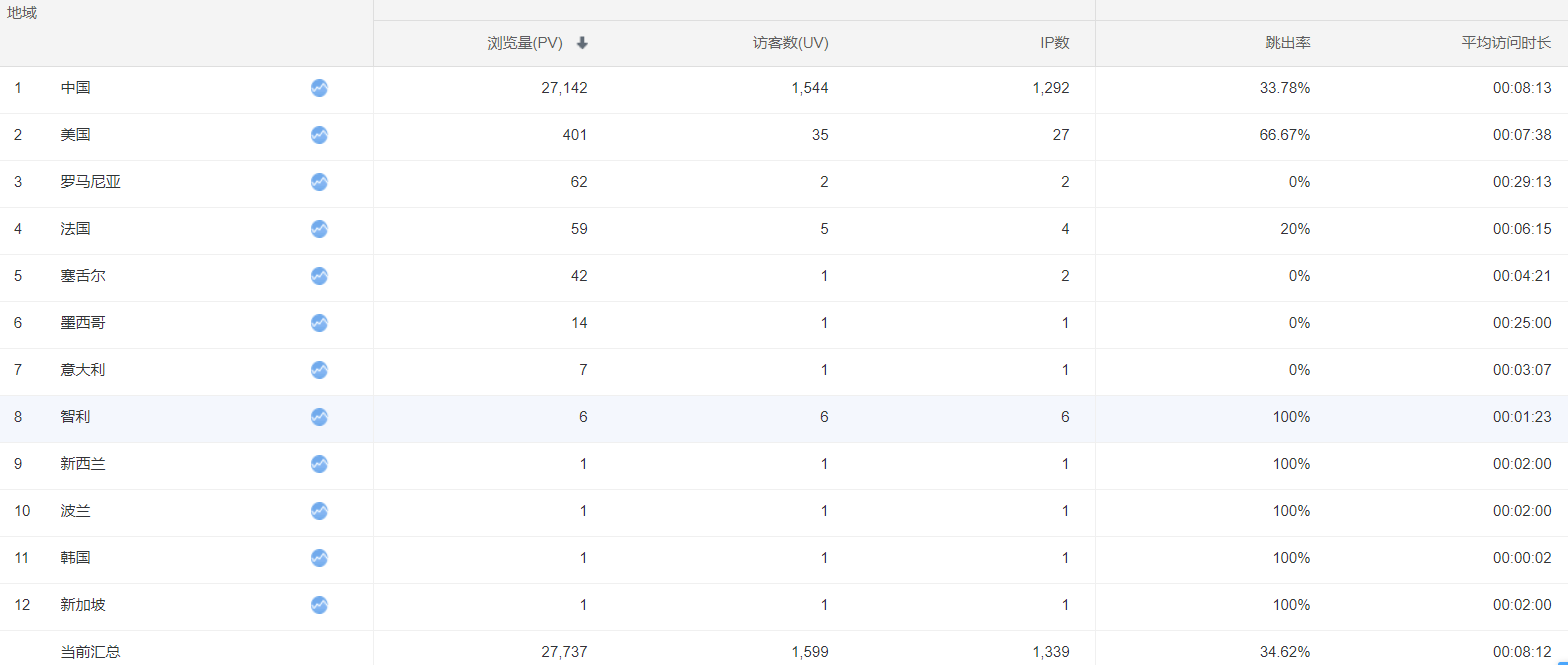 地域
浏览量(PV) 访客数(UV) IP数 跳出率 平均访问时长
1 中国 27,142 1,544 1,292 33.78% 00:08:13
2 美国 401 35 27 66.67% 00:07:38
3 罗马尼亚 62 2 2 0% 00:29:13
4 法国 59 5 4 20% 00:06:15
5 塞舌尔 42 1 2 0% 00:04:21
6 墨西哥 14 1 1 0% 00:25:00
7 意大利 7 1 1 0% 00:03:07
8 智利 6 6 6 100% 00:01:23
9 新西兰 1 1 1 100% 00:02:00
10 波兰 1 1 1 100% 00:02:00
11 韩国 1 1 1 100% 00:00:02
12 新加坡 1 1 1 100% 00:02:00
当前汇总 27,737 1,599 1,339 34.62% 00:08:12